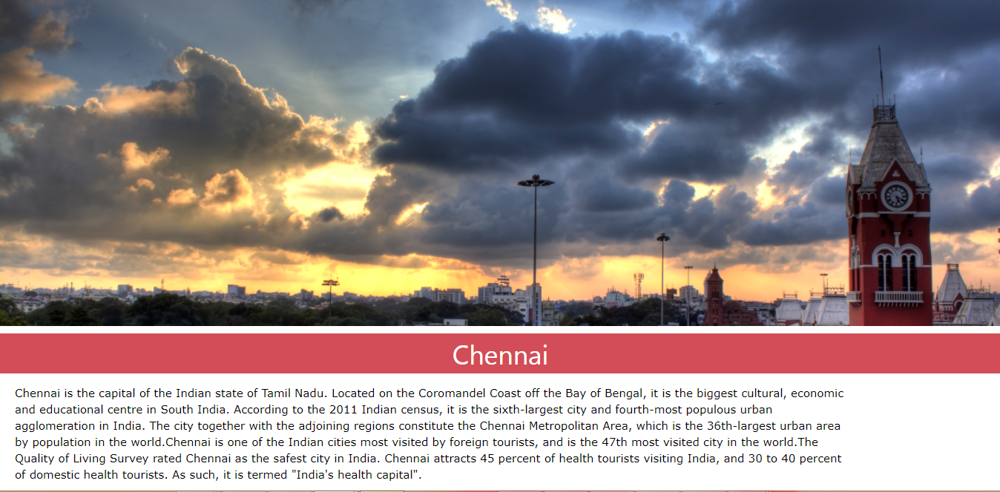 Chennai
Chennai is the capital of the Indian state of Tamil Nadu. Located on the Coromandel Coast off the Bay of Bengal, it is the biggest cultural, economic
and educational centre in South India. According to the 2011 Indian census, it is the sixth-largest city and fourth-most populous urban
agglomeration in India. The city together with the adjoining regions constitute the Chennai Metropolitan Area, which is the 36th-largest urban area
by population in the world.Chennai is one of the Indian cities most visited by foreign tourists, and is the 47th most visited city in the world.The
Quality of Living Survey rated Chennai as the safest city in India. Chennai attracts 45 percent of health tourists visiting India, and 30 to 40 percent
of domestic health tourists. As such, it is termed "India's health capital".